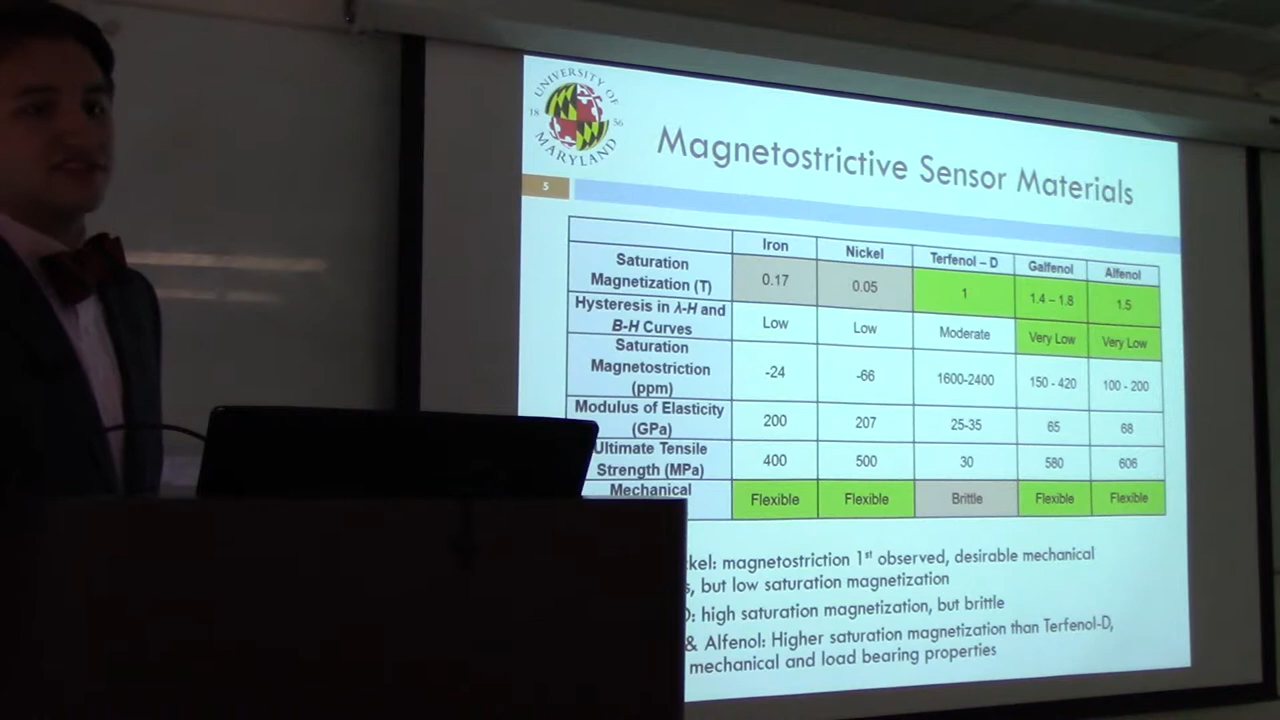 UNIVERSITY OF
18 56
MARYLAND
Magnetostrictive Sensor Materials
5
Iron Nickel Terfenol – D Galfenol Alfenol
Saturation
Magnetization (T) 0.17 0.05 1 1.4 – 1.8 1.5
Hysteresis in λ-H and
B-H Curves Low Low Moderate Very Low Very Low
Saturation
Magnetostriction
(ppm) -24 -66 1600-2400 150 - 420 100 - 200
Modulus of Elasticity
(GPa) 200 207 25-35 65 68
Ultimate Tensile
Strength (MPa) 400 500 30 580 606
Mechanical Flexible Flexible Brittle Flexible Flexible
kel: magnetostriction 1st observed, desirable mechanical
s, but low saturation magnetization
D: high saturation magnetization, but brittle
& Alfenol: Higher saturation magnetization than Terfenol-D,
mechanical and load bearing properties